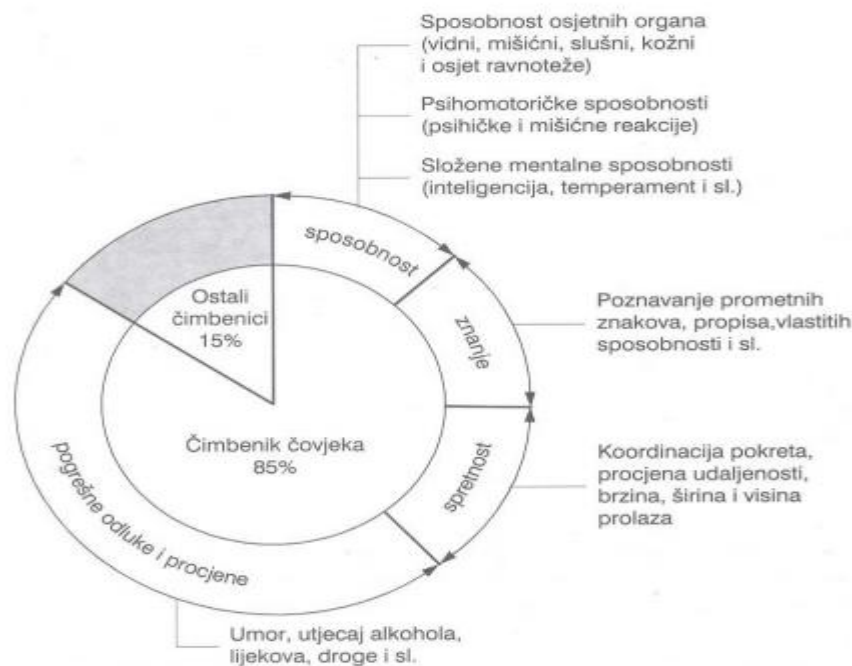 Sposobnost osjetnih organa
(vidni, mišićni, slušni, kožni
i osjet ravnoteže)
Psihomotoričke sposobnosti
(psihičke i mišićne reakcije)
Složene mentalne sposobnosti
(inteligencija, temperament i sl.)
sposobnost
Ostali
čimbenici
15%
znanje
Poznavanje prometnih
znakova, propisa,vlastitih
sposobnosti i sl.
Čimbenik čovjeka
85%
spretnost
Koordinacija pokreta,
procjena udaljenosti,
brzina, širina i visina
prolaza
pogrešne odluke i procjene
Umor, utjecaj alkohola,
lijekova, droge i sl.